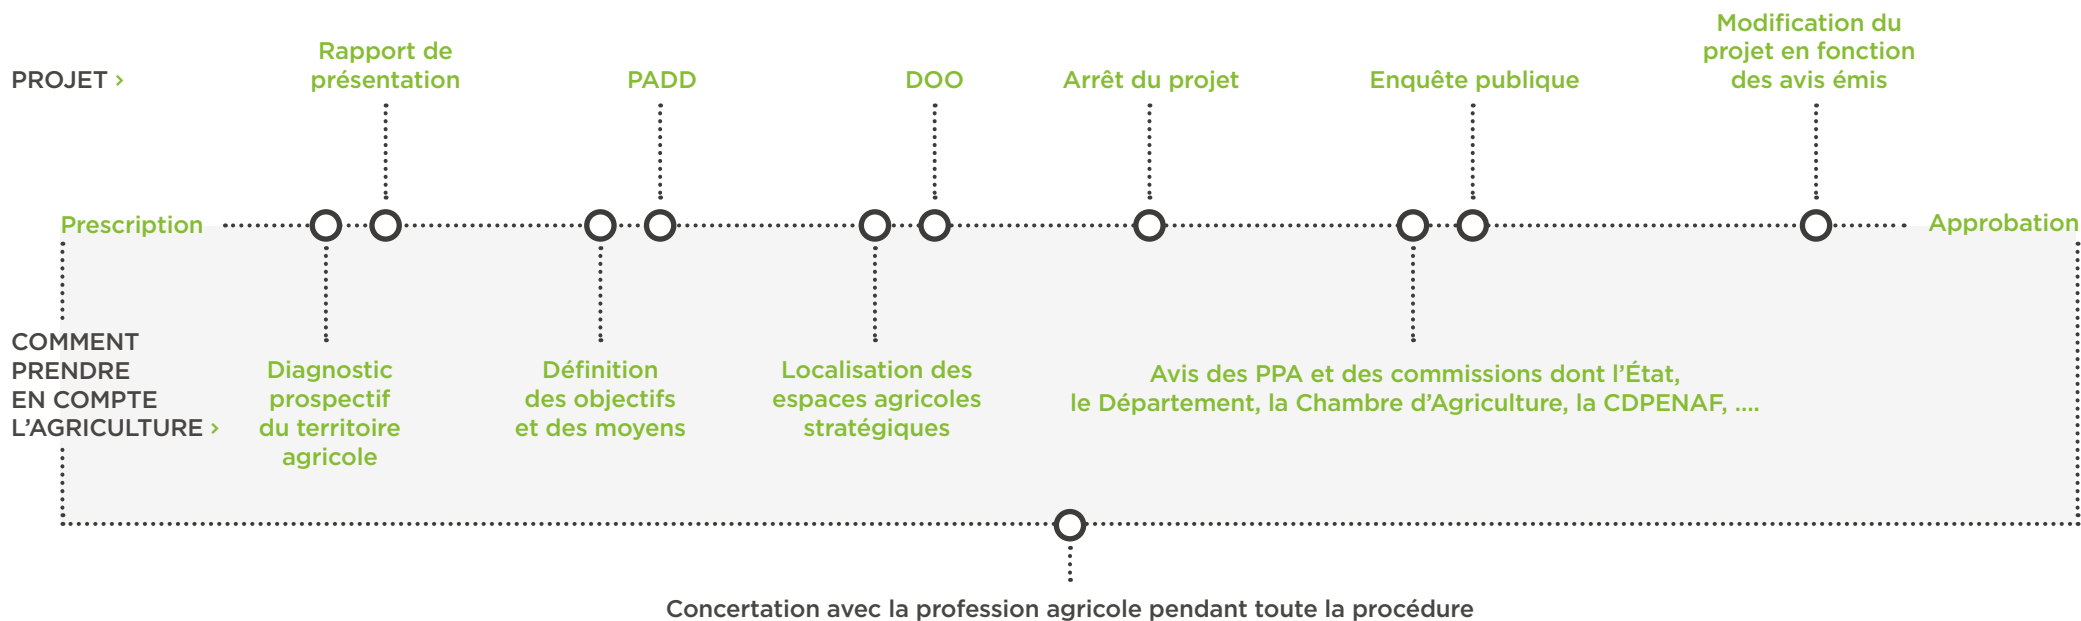 PROJET >
Rapport de
présentation
PADD
DOO
Arrêt du projet
Enquête publique
Modification du
projet en fonction
des avis émis
Prescription
Approbation
COMMENT
PRENDRE
EN COMPTE
L'AGRICULTURE >
Diagnostic
prospectif
du territoire
agricole
Définition
des objectifs
et des moyens
Localisation des
espaces agricoles
stratégiques
Avis des PPA et des commissions dont l'État,
le Département, la Chambre d'Agriculture, la CDPENAF, ....
Concertation avec la profession agricole pendant toute la procédure